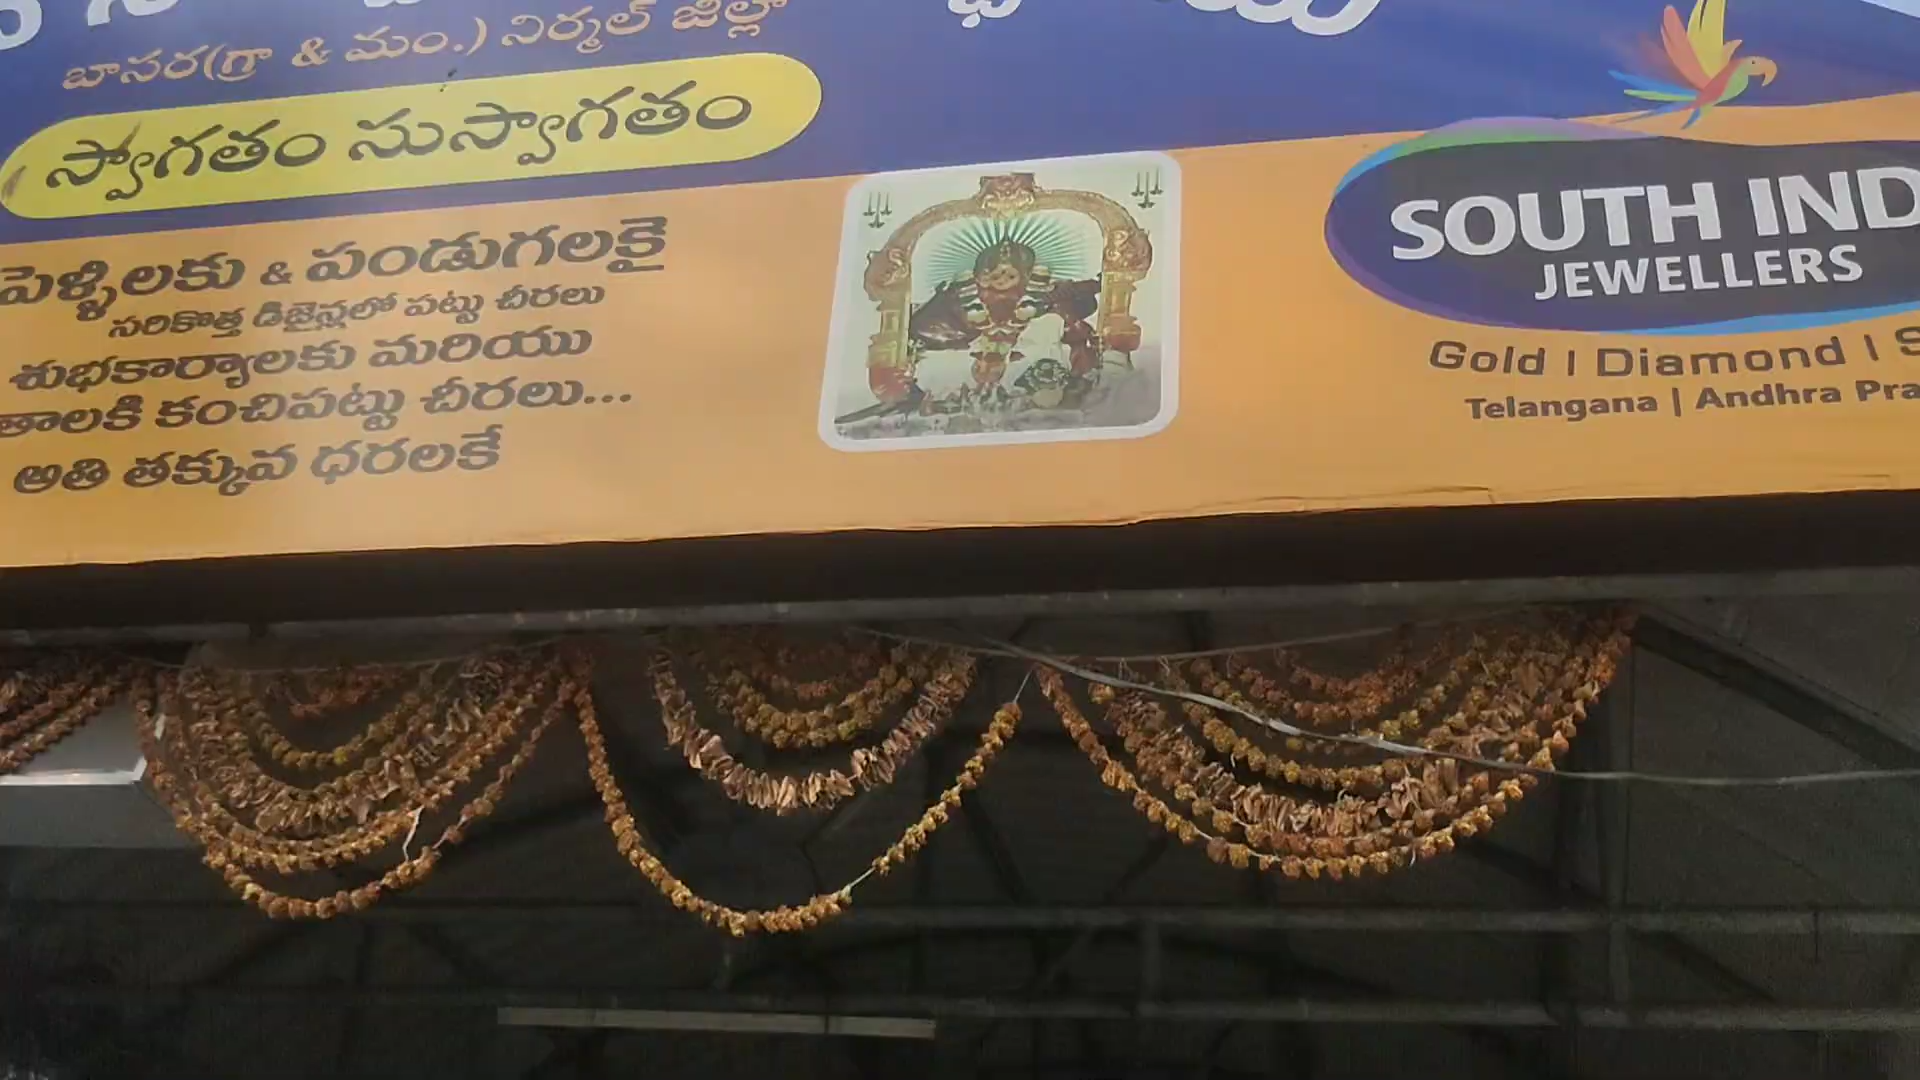 బాసర(గ్రా & మం.) నిర్మల్ జిల్లా
స్వాగతం సుస్వాగతం
పెళ్ళిలకు & పండుగలకై
సరికొత్త డిజైన్లలో పట్టు చీరలు
శుభకార్యాలకు మరియు
తాలకి కంచిపట్టు చీరలు...
అతి తక్కువ ధరలకే
SOUTH IND
JEWELLERS
Gold | Diamond | S
Telangana | Andhra Pra